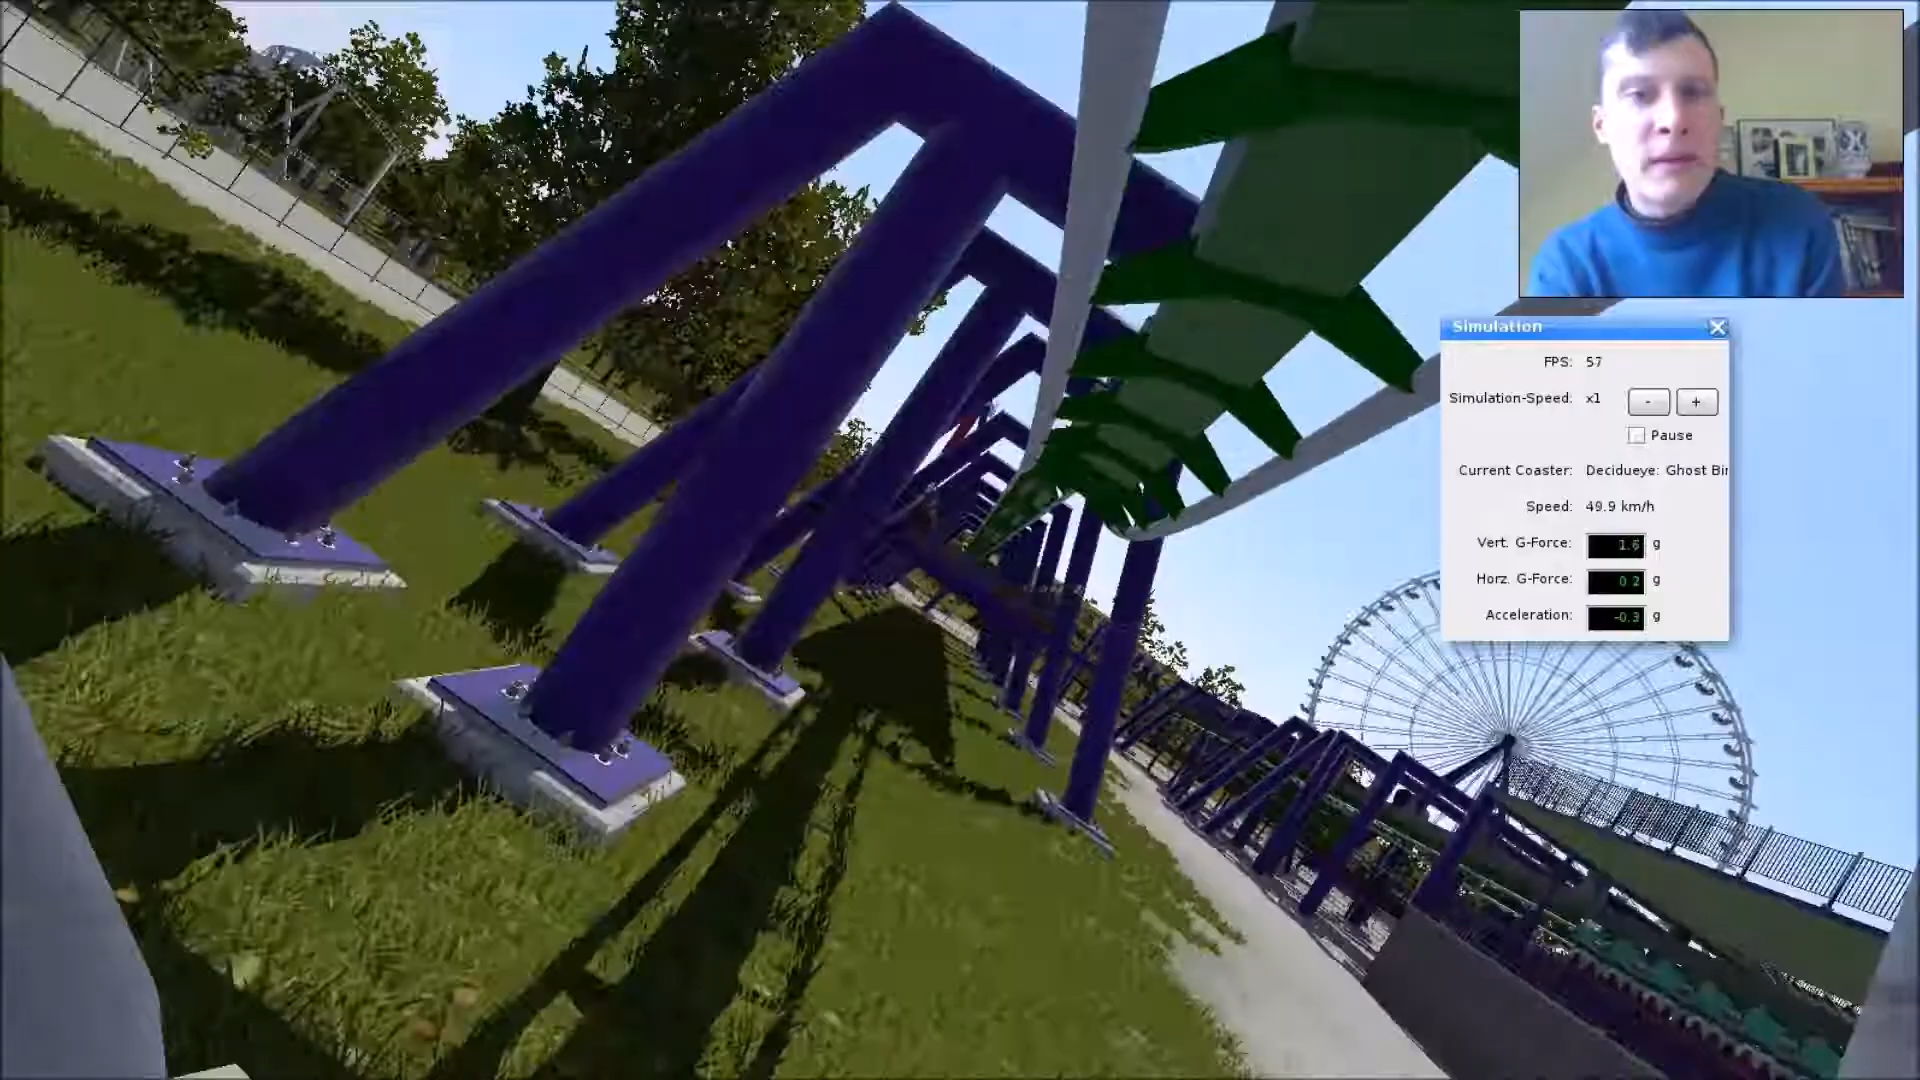 Simulation
FPS: 57
Simulation-Speed: x1 - +
Pause
Current Coaster: Decidueye: Ghost Bir
Speed: 49.9 km/h
Vert. G-Force: 1.6 g
Horz. G-Force: 0.2 g
Acceleration: -0.3 g